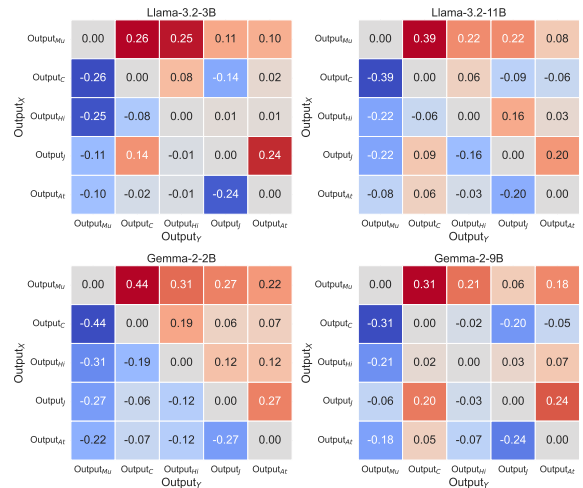 Llama-3.2-3B
Output_Mu 0.00 0.26 0.25 0.11 0.10
Output_C -0.26 0.00 0.08 -0.14 0.02
Output_Hi -0.25 -0.08 0.00 0.01 0.01
Output_J -0.11 0.14 -0.01 0.00 0.24
Output_At -0.10 -0.02 -0.01 -0.24 0.00
Output_Mu Output_C Output_Hi Output_J Output_At
Output_X
Output_Y
Llama-3.2-11B
Output_Mu 0.00 0.39 0.22 0.22 0.08
Output_C -0.39 0.00 0.06 -0.09 -0.06
Output_Hi -0.22 -0.06 0.00 0.16 0.03
Output_J -0.22 0.09 -0.16 0.00 0.20
Output_At -0.08 0.06 -0.03 -0.20 0.00
Output_Mu Output_C Output_Hi Output_J Output_At
Output_X
Output_Y
Gemma-2-2B
Output_Mu 0.00 0.44 0.31 0.27 0.22
Output_C -0.44 0.00 0.19 0.06 0.07
Output_Hi -0.31 -0.19 0.00 0.12 0.12
Output_J -0.27 -0.06 -0.12 0.00 0.27
Output_At -0.22 -0.07 -0.12 -0.27 0.00
Output_Mu Output_C Output_Hi Output_J Output_At
Output_X
Output_Y
Gemma-2-9B
Output_Mu 0.00 0.31 0.21 0.06 0.18
Output_C -0.31 0.00 -0.02 -0.20 -0.05
Output_Hi -0.21 0.02 0.00 0.03 0.07
Output_J -0.06 0.20 -0.03 0.00 0.24
Output_At -0.18 0.05 -0.07 -0.24 0.00
Output_Mu Output_C Output_Hi Output_J Output_At
Output_X
Output_Y